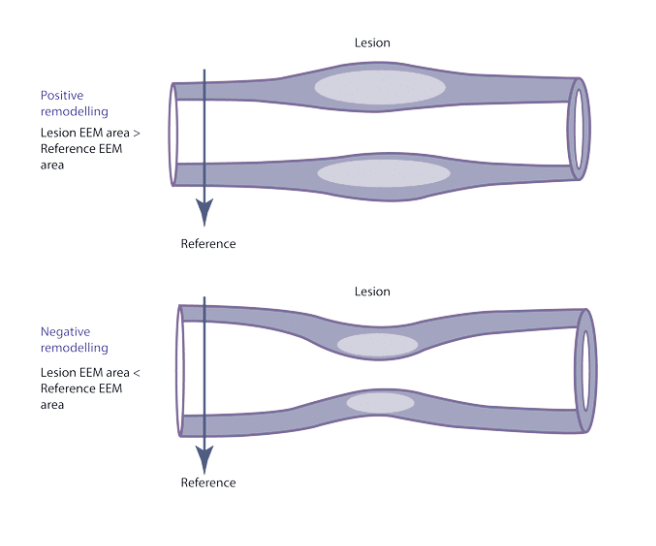 Lesion
Positive
remodelling
Lesion EEM area >
Reference EEM
area
Reference
Lesion
Negative
remodelling
Lesion EEM area <
Reference EEM
area
Reference